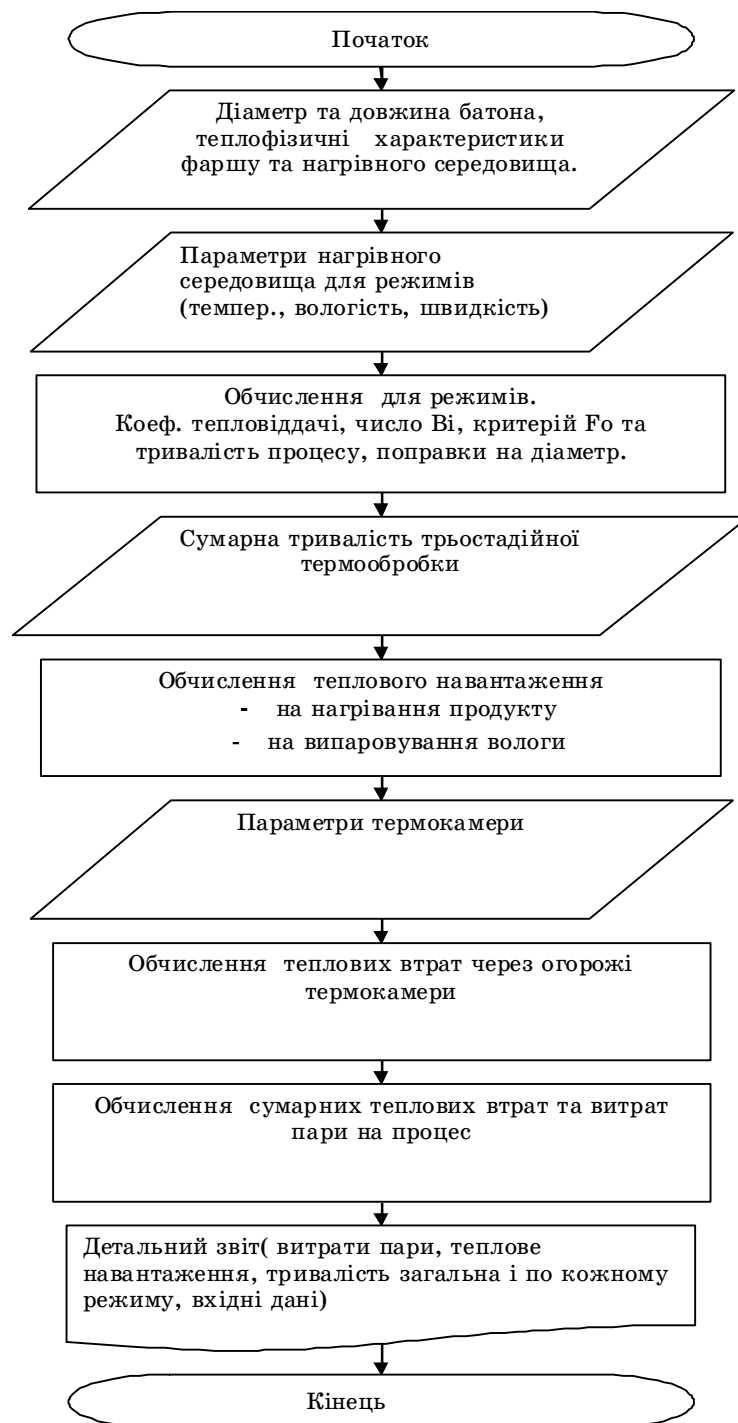 Початок
Діаметр та довжина батона,
теплофізичні характеристики
фаршу та нагрівного середовища.
Параметри нагрівного
середовища для режимів
(темпер., вологість, швидкість)
Обчислення для режимів.
Коеф. тепловіддачі, число Bi, критерій Fo та
тривалість процесу, поправки на діаметр.
Сумарна тривалість трьостадійної
термообробки
Обчислення теплового навантаження
- на нагрівання продукту
- на випаровування вологи
Параметри термокамери
Обчислення теплових втрат через огорожі
термокамери
Обчислення сумарних теплових втрат та витрат
пари на процес
Детальний звіт( витрати пари, теплове
навантаження, тривалість загальна і по кожному
режиму, вхідні дані)
Кінець